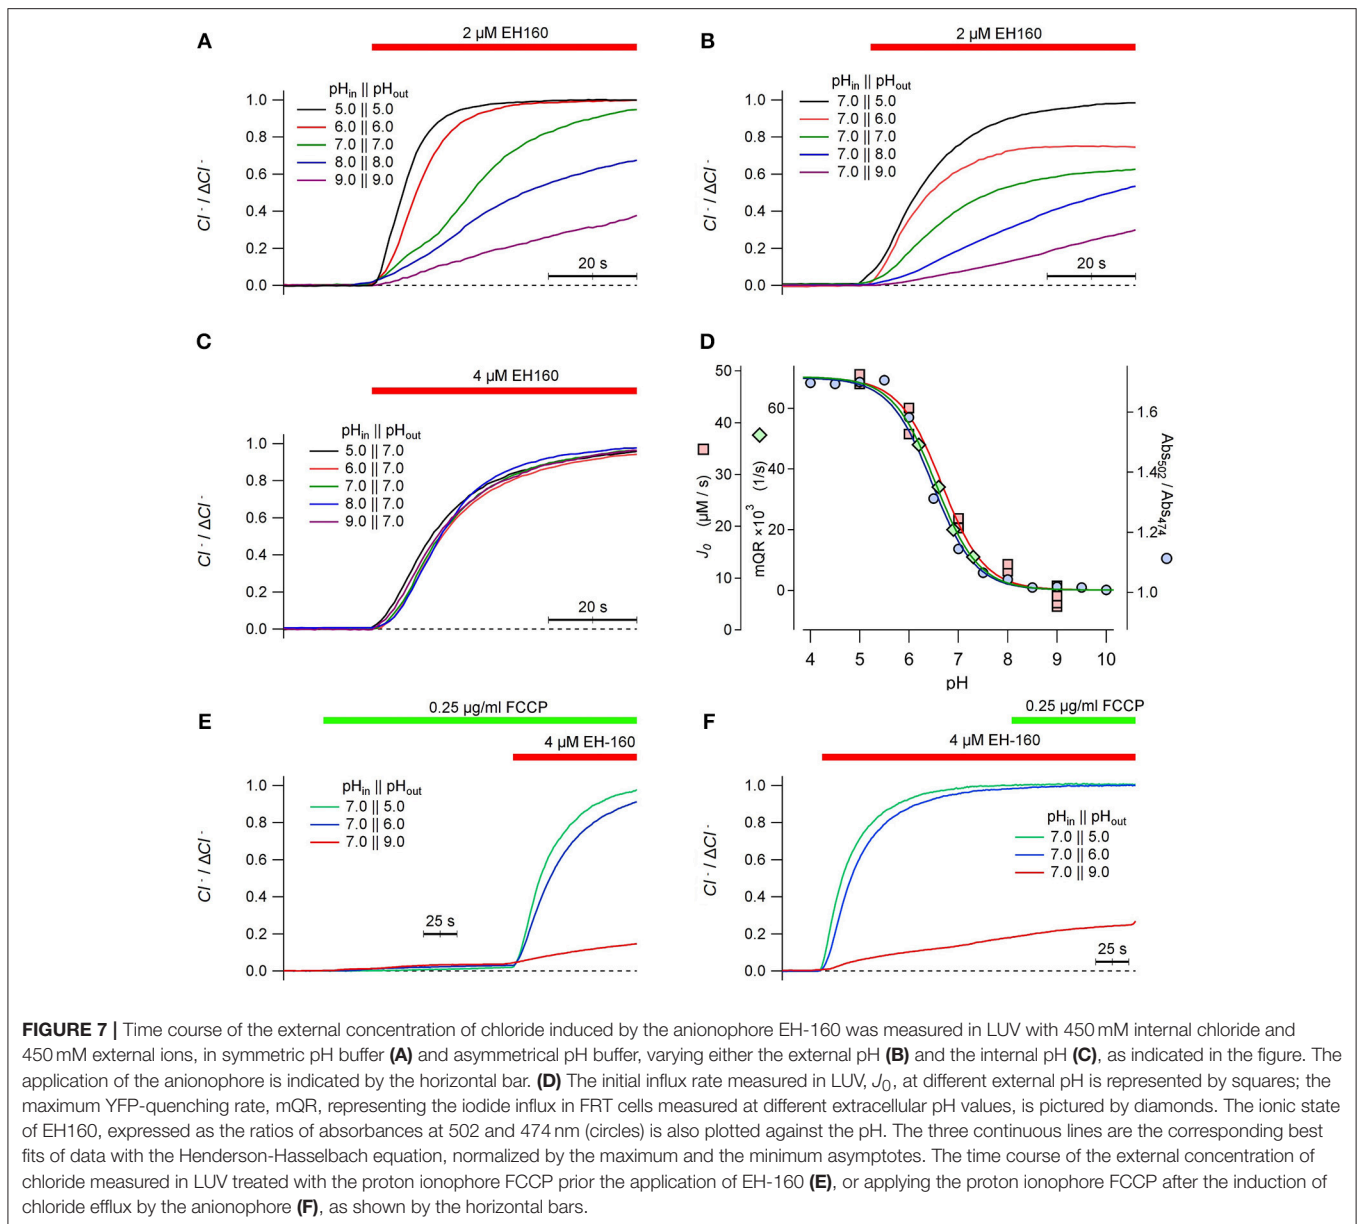 A
2 µM EH160
pHin || pHout
5.0 || 5.0
6.0 || 6.0
7.0 || 7.0
8.0 || 8.0
9.0 || 9.0
1.0
0.8
0.6
0.4
0.2
0.0
Cl⁻ / ΔCl⁻
20 s
B
2 µM EH160
pHin || pHout
7.0 || 5.0
7.0 || 6.0
7.0 || 7.0
7.0 || 8.0
7.0 || 9.0
1.0
0.8
0.6
0.4
0.2
0.0
Cl⁻ / ΔCl⁻
20 s
C
4 µM EH160
pHin || pHout
5.0 || 7.0
6.0 || 7.0
7.0 || 7.0
8.0 || 7.0
9.0 || 7.0
1.0
0.8
0.6
0.4
0.2
0.0
Cl⁻ / ΔCl⁻
20 s
D
50
40
30
20
10
0
J0 (µM / s)
60
40
20
0
mQR ×10³ (1/s)
1.6
1.4
1.2
1.0
Abs502 / Abs474
4 5 6 7 8 9 10
pH
E
0.25 µg/ml FCCP
4 µM EH-160
pHin || pHout
7.0 || 5.0
7.0 || 6.0
7.0 || 9.0
1.0
0.8
0.6
0.4
0.2
0.0
Cl⁻ / ΔCl⁻
25 s
F
0.25 µg/ml FCCP
4 µM EH-160
pHin || pHout
7.0 || 5.0
7.0 || 6.0
7.0 || 9.0
1.0
0.8
0.6
0.4
0.2
0.0
Cl⁻ / ΔCl⁻
25 s
FIGURE 7 | Time course of the external concentration of chloride induced by the anionophore EH-160 was measured in LUV with 450 mM internal chloride and
450 mM external ions, in symmetric pH buffer (A) and asymmetrical pH buffer, varying either the external pH (B) and the internal pH (C), as indicated in the figure. The
application of the anionophore is indicated by the horizontal bar. (D) The initial influx rate measured in LUV, J0, at different external pH is represented by squares; the
maximum YFP-quenching rate, mQR, representing the iodide influx in FRT cells measured at different extracellular pH values, is pictured by diamonds. The ionic state
of EH160, expressed as the ratios of absorbances at 502 and 474 nm (circles) is also plotted against the pH. The three continuous lines are the corresponding best
fits of data with the Henderson-Hasselbach equation, normalized by the maximum and the minimum asymptotes. The time course of the external concentration of
chloride measured in LUV treated with the proton ionophore FCCP prior the application of EH-160 (E), or applying the proton ionophore FCCP after the induction of
chloride efflux by the anionophore (F), as shown by the horizontal bars.